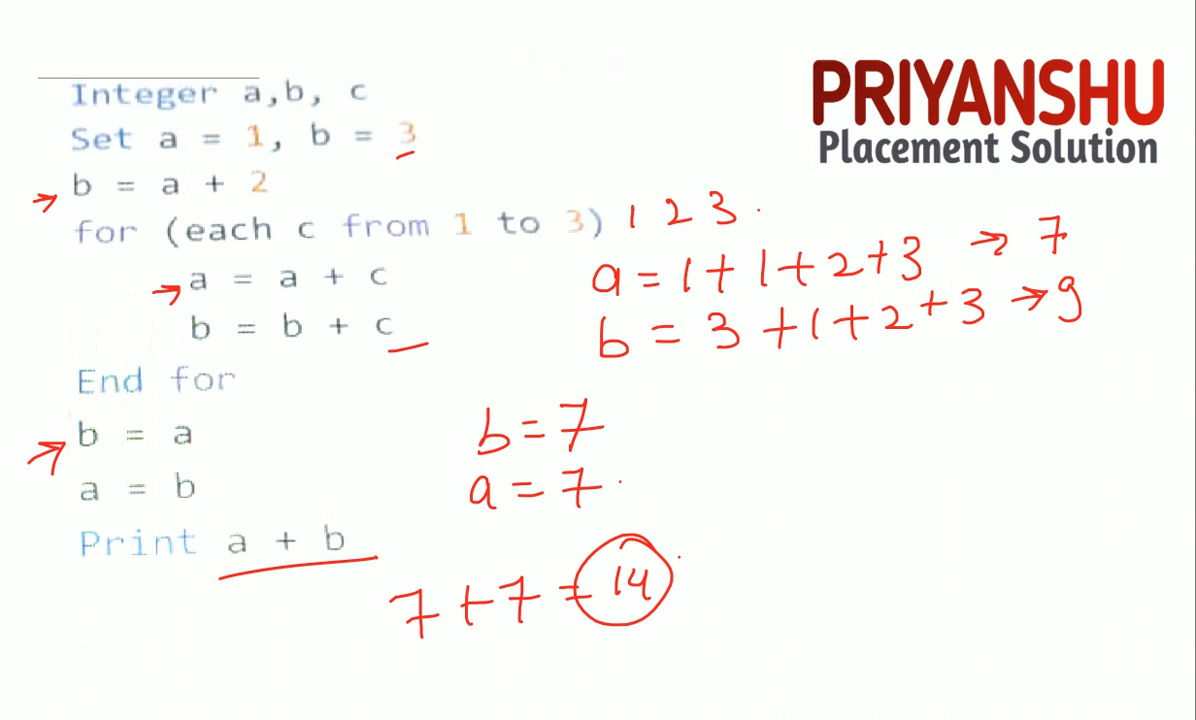 PRIYANSHU
Placement Solution
Integer a,b, c
Set a = 1, b = 3
b = a + 2
for (each c from 1 to 3) 1 2 3
a = a + c
a = 1 + 1 + 2 + 3 → 7
b = b + c
b = 3 + 1 + 2 + 3 → 9
End for
b = a
b = 7
a = b
a = 7
Print a + b
7 + 7 = 14